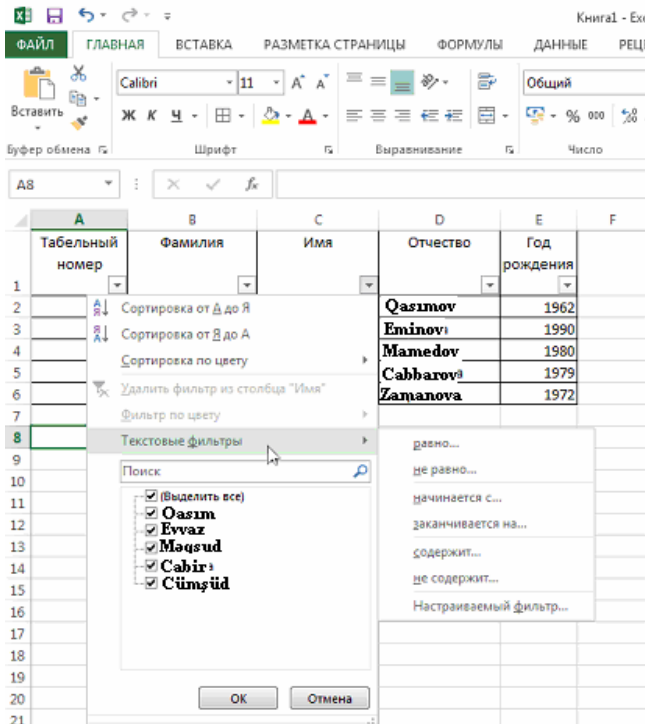 Книга1 - Exc
ФАЙЛ ГЛАВНАЯ ВСТАВКА РАЗМЕТКА СТРАНИЦЫ ФОРМУЛЫ ДАННЫЕ РЕЦ
Calibri 11 Общий
Вставить Ж К Ч % 000
Буфер обмена Шрифт Выравнивание Число
A8 fx
A B C D E F
Табельный номер Фамилия Имя Отчество Год рождения
1
2 Сортировка от А до Я Qasımov 1962
3 Сортировка от Я до А Eminov 1990
4 Сортировка по цвету Mamedov 1980
5 Удалить фильтр из столбца "Имя" Cabbarov 1979
6 Zamanova 1972
7 Фильтр по цвету
8 Текстовые фильтры равно...
9 Поиск не равно...
10 (Выделить все) начинается с...
11 Qasım
12 Evvaz заканчивается на...
13 Maqsud содержит...
14 Cabir не содержит...
15 Cümşüd Настраиваемый фильтр...
16
17
18
19
20 ОК Отмена
21